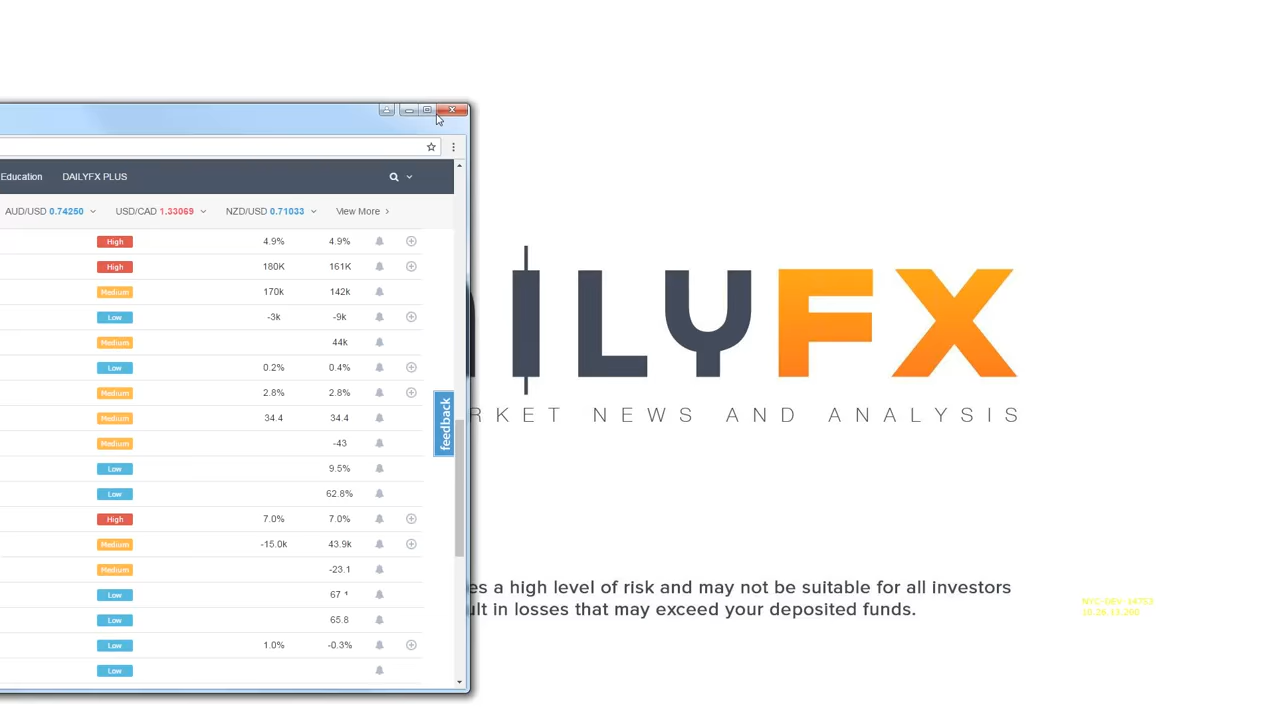 Education DAILYFX PLUS
AUD/USD 0.74250 USD/CAD 1.33069 NZD/USD 0.71033 View More
High 4.9% 4.9%
High 180K 161K
Medium 170k 142k
Low -3k -9k
Medium 44k
Low 0.2% 0.4%
Medium 2.8% 2.8%
Medium 34.4 34.4
Medium -43
Low 9.5%
Low 62.8%
High 7.0% 7.0%
Medium -15.0k 43.9k
Medium -23.1
Low 67
Low 65.8
Low 1.0% -0.3%
Low
feedback
ILYFX
RKET NEWS AND ANALYSIS
es a high level of risk and may not be suitable for all investors
ult in losses that may exceed your deposited funds.